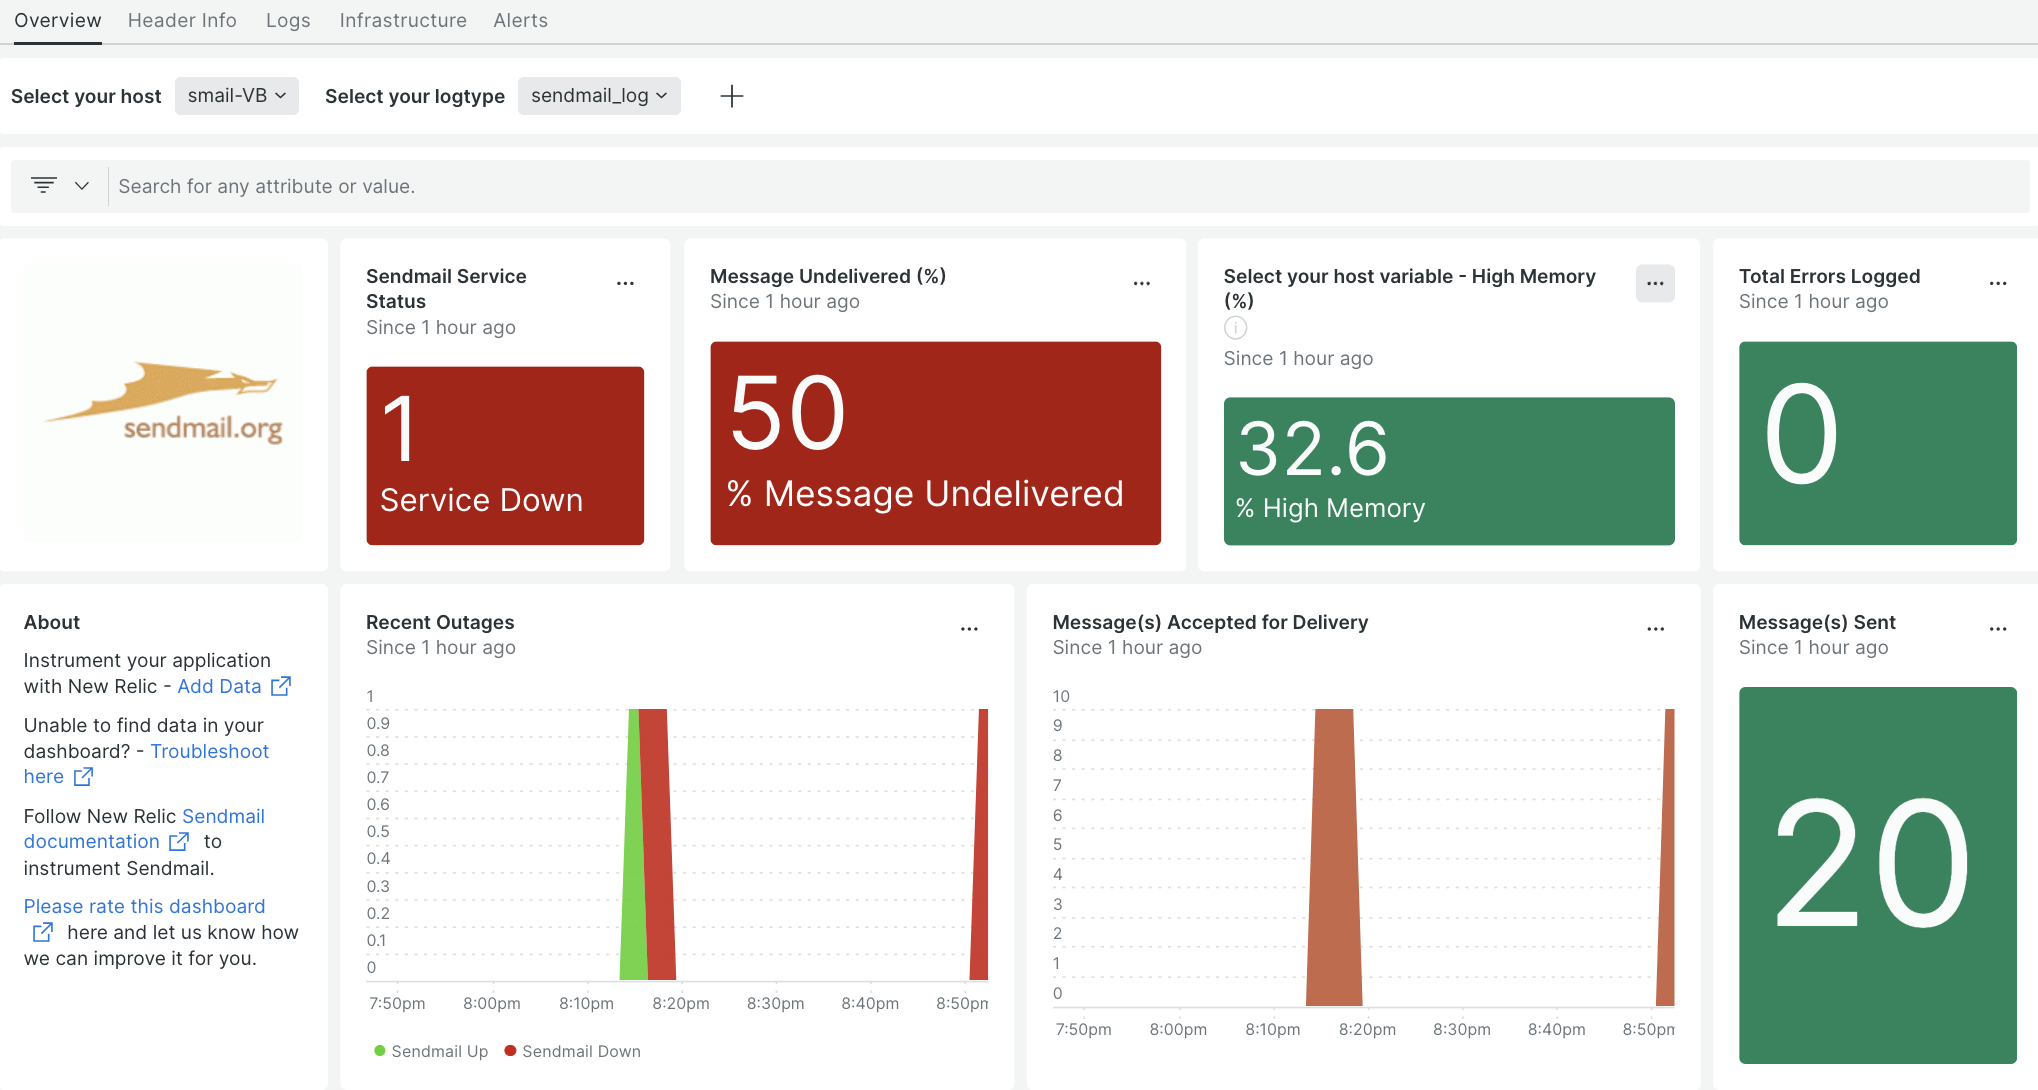 Overview Header Info Logs Infrastructure Alerts
Select your host smail-VB Select your logtype sendmail_log
Search for any attribute or value.
sendmail.org
Sendmail Service
Status
Since 1 hour ago
1
Service Down
Message Undelivered (%)
Since 1 hour ago
50
% Message Undelivered
Select your host variable - High Memory
(%)
Since 1 hour ago
32.6
% High Memory
Total Errors Logged
Since 1 hour ago
0
About
Instrument your application
with New Relic - Add Data
Unable to find data in your
dashboard? - Troubleshoot
here
Follow New Relic Sendmail
documentation to
instrument Sendmail.
Please rate this dashboard
here and let us know how
we can improve it for you.
Recent Outages
Since 1 hour ago
1
0.9
0.8
0.7
0.6
0.5
0.4
0.3
0.2
0.1
0
7:50pm 8:00pm 8:10pm 8:20pm 8:30pm 8:40pm 8:50pm
Sendmail Up Sendmail Down
Message(s) Accepted for Delivery
Since 1 hour ago
10
9
8
7
6
5
4
3
2
1
0
7:50pm 8:00pm 8:10pm 8:20pm 8:30pm 8:40pm 8:50pm
Message(s) Sent
Since 1 hour ago
20